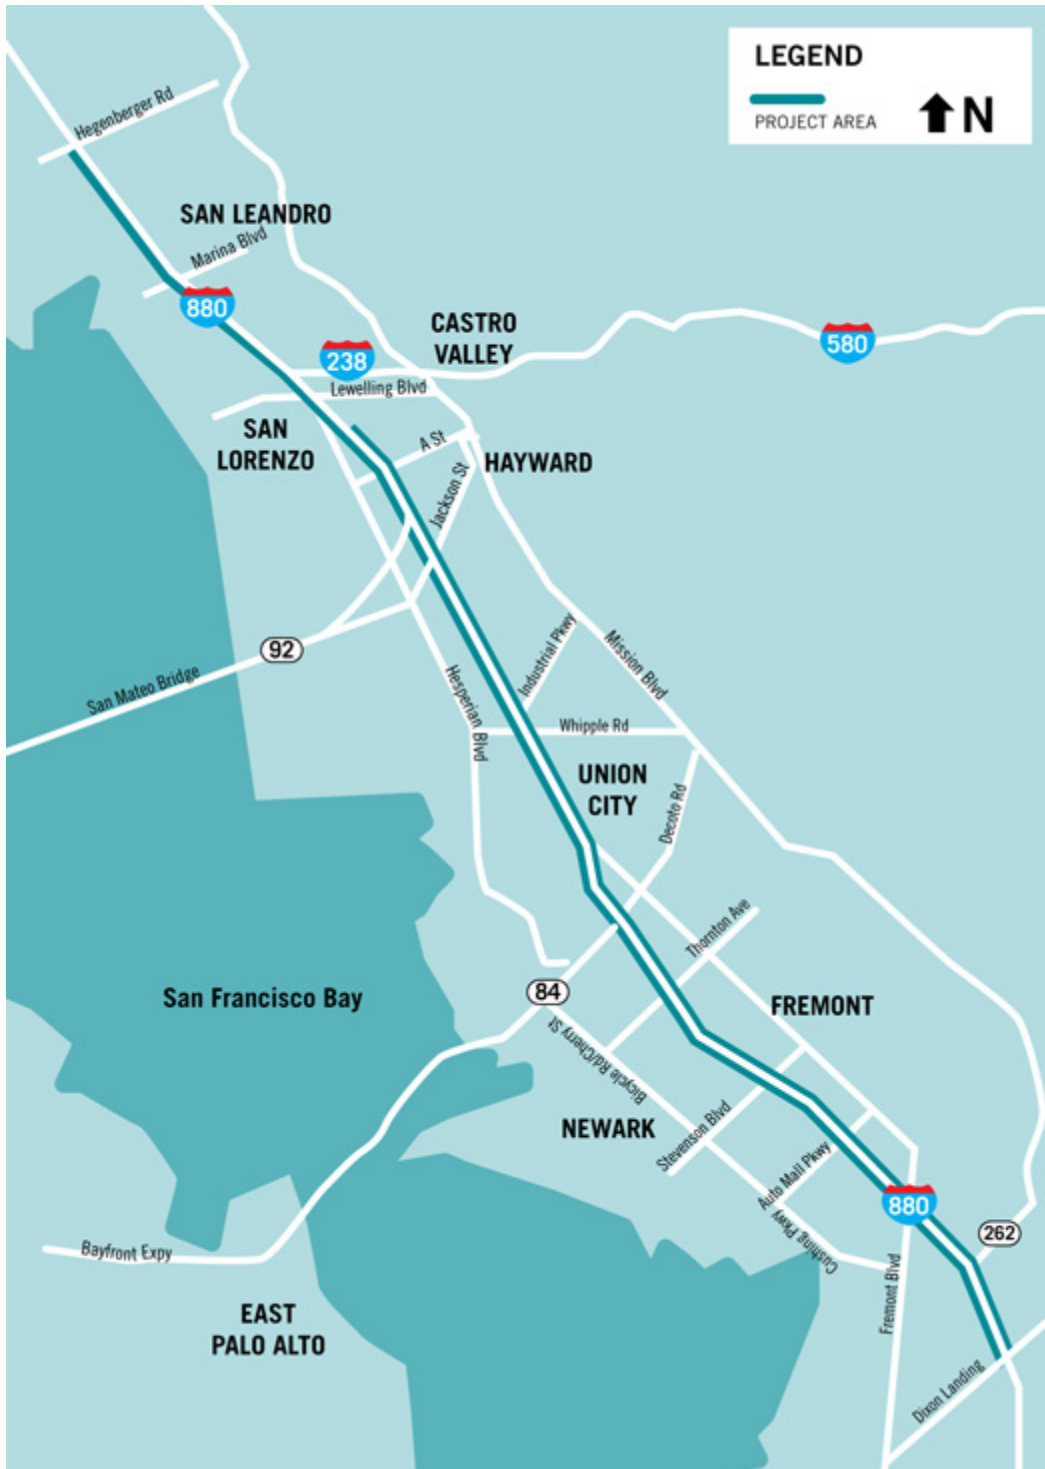 LEGEND
PROJECT AREA
N
Hegenberger Rd
SAN LEANDRO
Marina Blvd
880
CASTRO
VALLEY
580
238
Lewelling Blvd
SAN
LORENZO
A St
HAYWARD
Jackson St
92
San Mateo Bridge
Industrial Pkwy
Mission Blvd
Hesperian Blvd
Whipple Rd
UNION
CITY
Decoto Rd
Thornton Ave
San Francisco Bay
84
FREMONT
Bicycle Rd/Cherry St
NEWARK
Stevenson Blvd
Auto Mall Pkwy
880
Cushing Pkwy
262
Bayfront Expy
Fremont Blvd
EAST
PALO ALTO
Dixon Landing